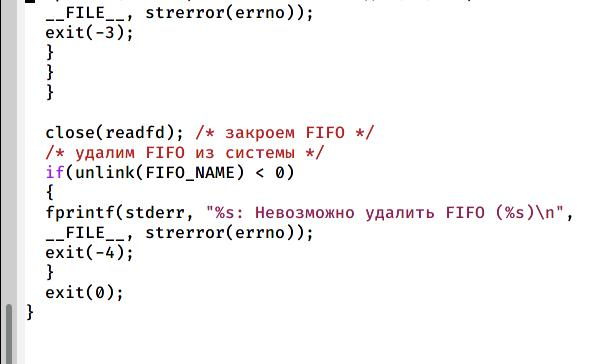 __FILE__, strerror(errno));
exit(-3);
}
}
}
close(readfd); /* закроем FIFO */
/* удалим FIFO из системы */
if(unlink(FIFO_NAME) < 0)
{
fprintf(stderr, "%s: Невозможно удалить FIFO (%s)\n",
__FILE__, strerror(errno));
exit(-4);
}
exit(0);
}